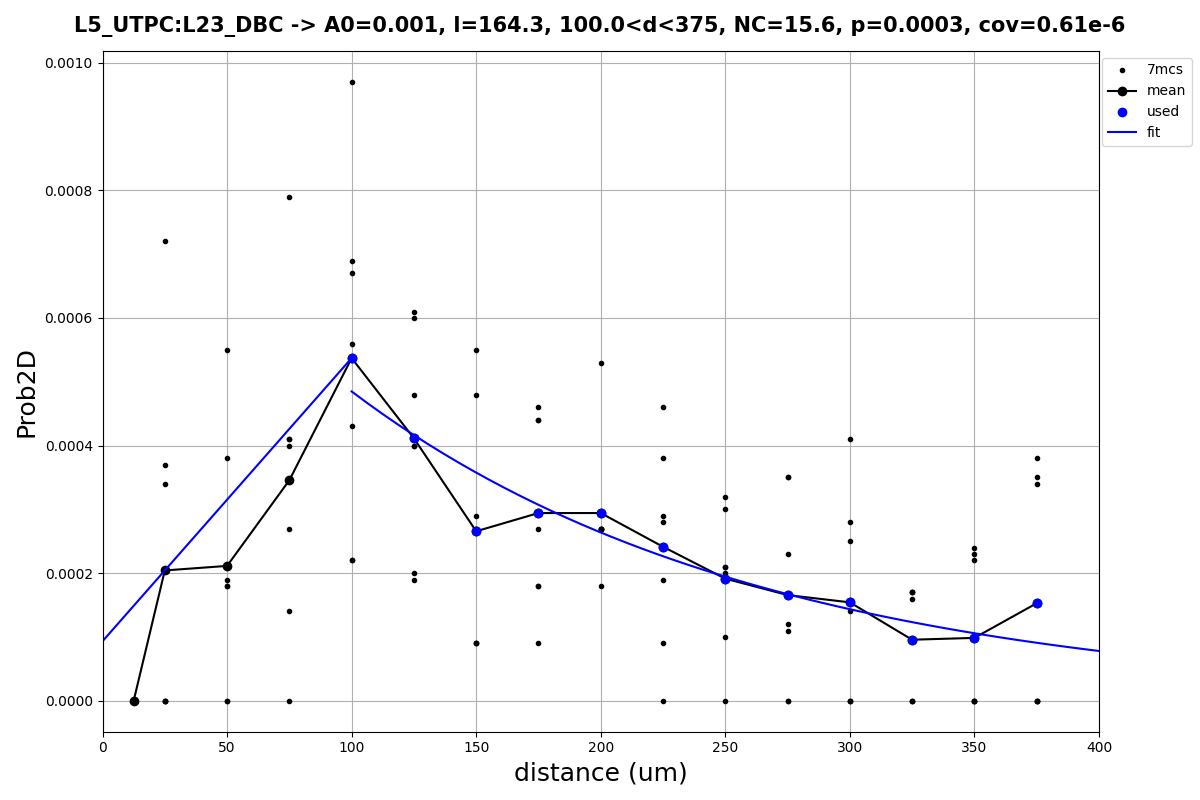 L5_UTPC:L23_DBC -> A0=0.001, l=164.3, 100.0<d<375, NC=15.6, p=0.0003, cov=0.61e-6
0.0010
0.0008
0.0006
0.0004
0.0002
0.0000
Prob2D
0 50 100 150 200 250 300 350 400
distance (um)
7mcs
mean
used
fit